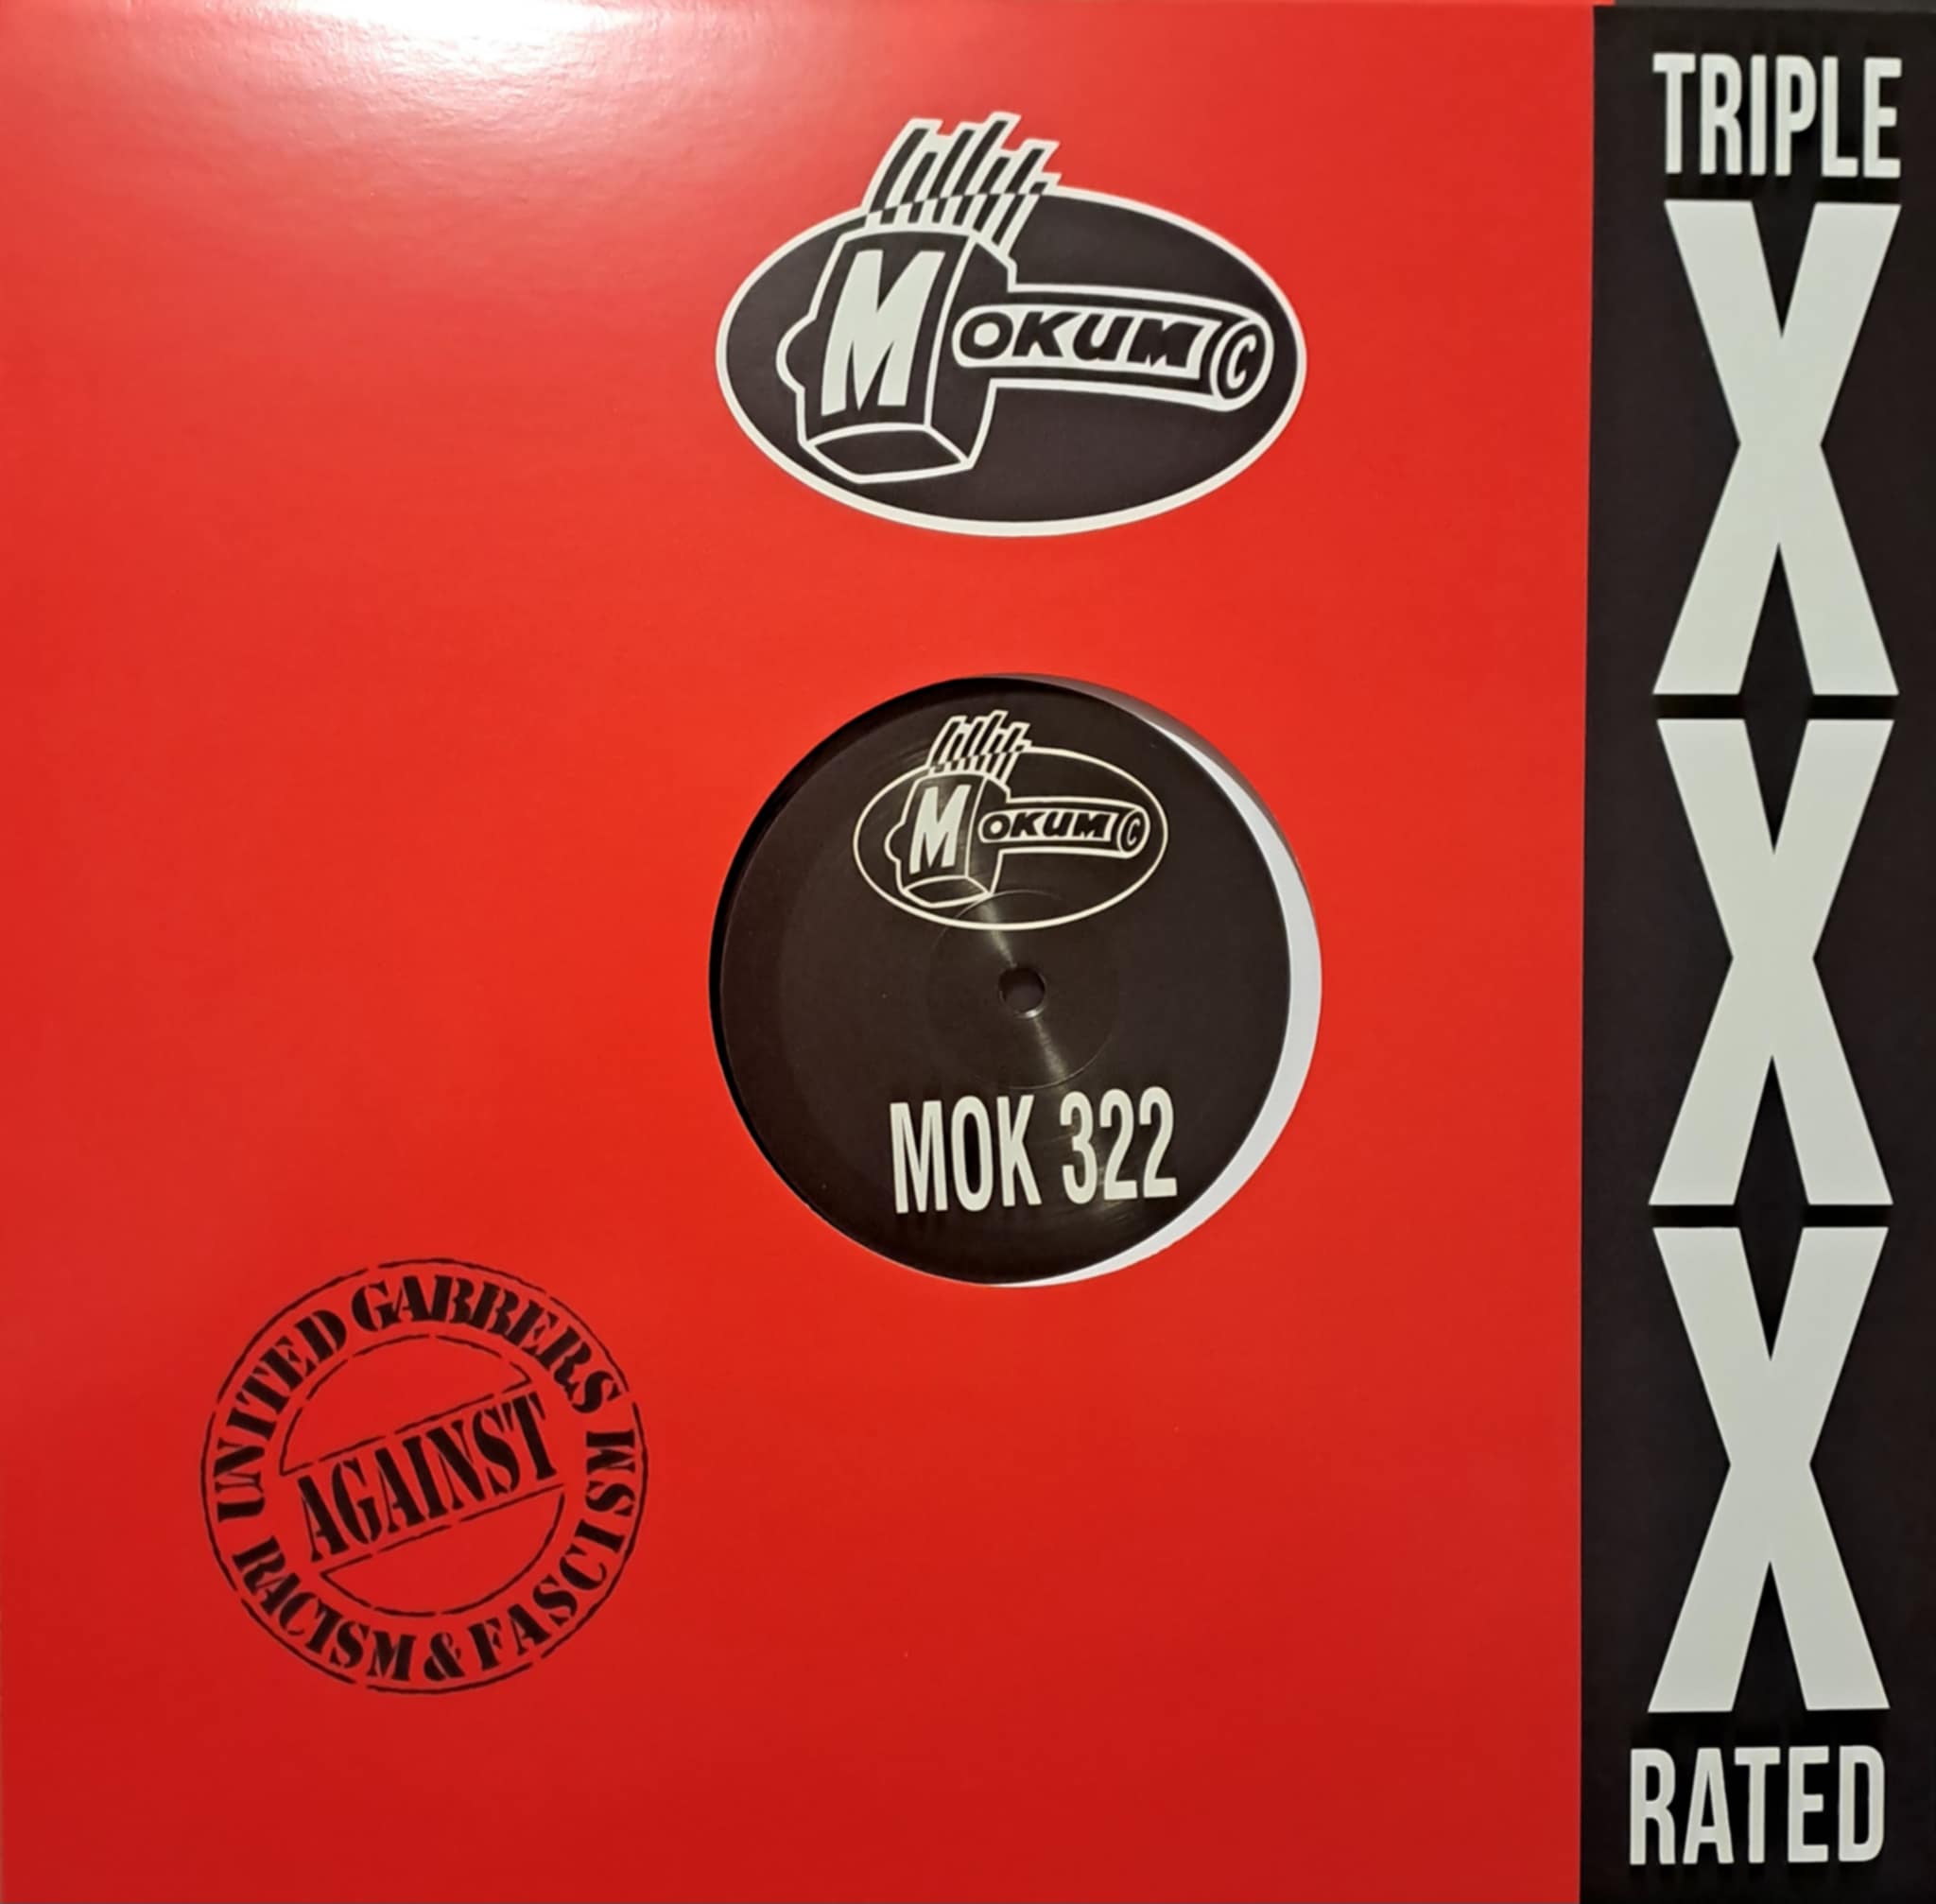 MOKUM C
TRIPLE
X
X
X
RATED
MOKUM C
MOK 322
UNITED GABBERS
AGAINST
RACISM & FASCISM